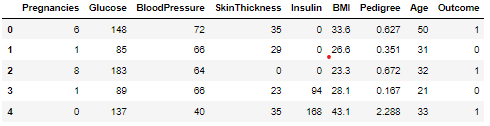 Pregnancies Glucose BloodPressure SkinThickness Insulin BMI Pedigree Age Outcome
0 6 148 72 35 0 33.6 0.627 50 1
1 1 85 66 29 0 26.6 0.351 31 0
2 8 183 64 0 0 23.3 0.672 32 1
3 1 89 66 23 94 28.1 0.167 21 0
4 0 137 40 35 168 43.1 2.288 33 1